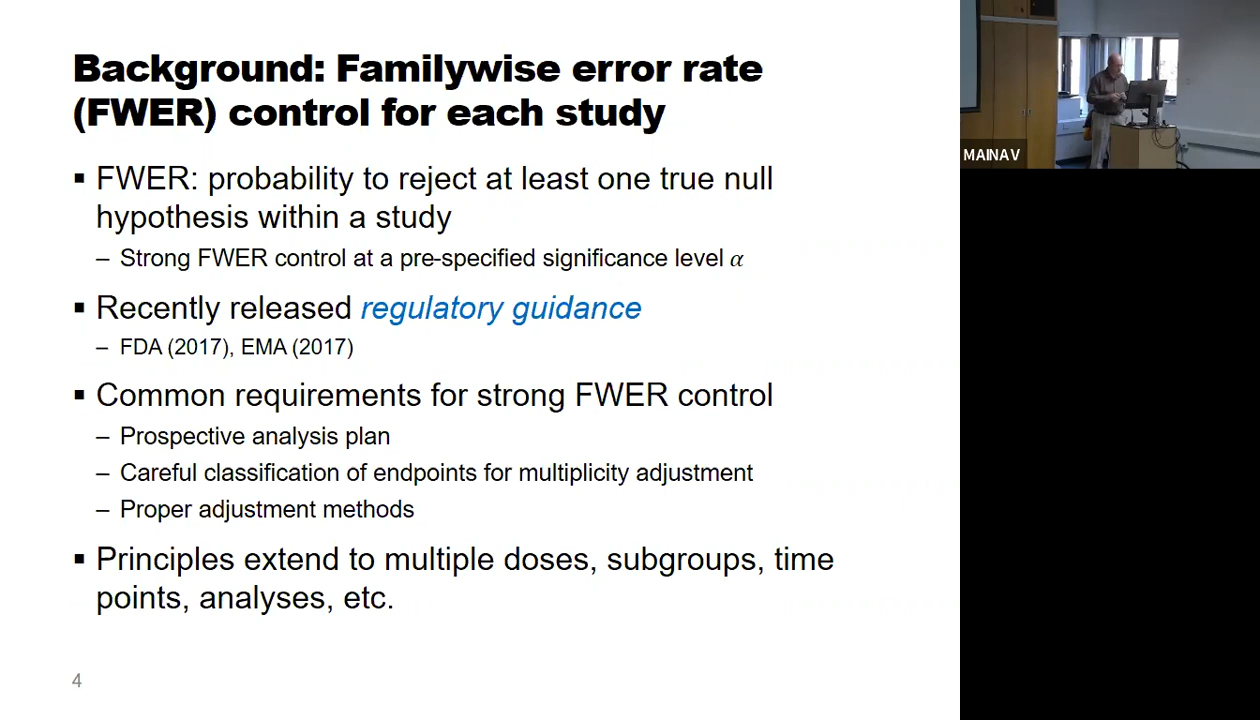 Background: Familywise error rate
(FWER) control for each study
▪ FWER: probability to reject at least one true null
hypothesis within a study
– Strong FWER control at a pre-specified significance level α
▪ Recently released regulatory guidance
– FDA (2017), EMA (2017)
▪ Common requirements for strong FWER control
– Prospective analysis plan
– Careful classification of endpoints for multiplicity adjustment
– Proper adjustment methods
▪ Principles extend to multiple doses, subgroups, time
points, analyses, etc.
4
MAINAV